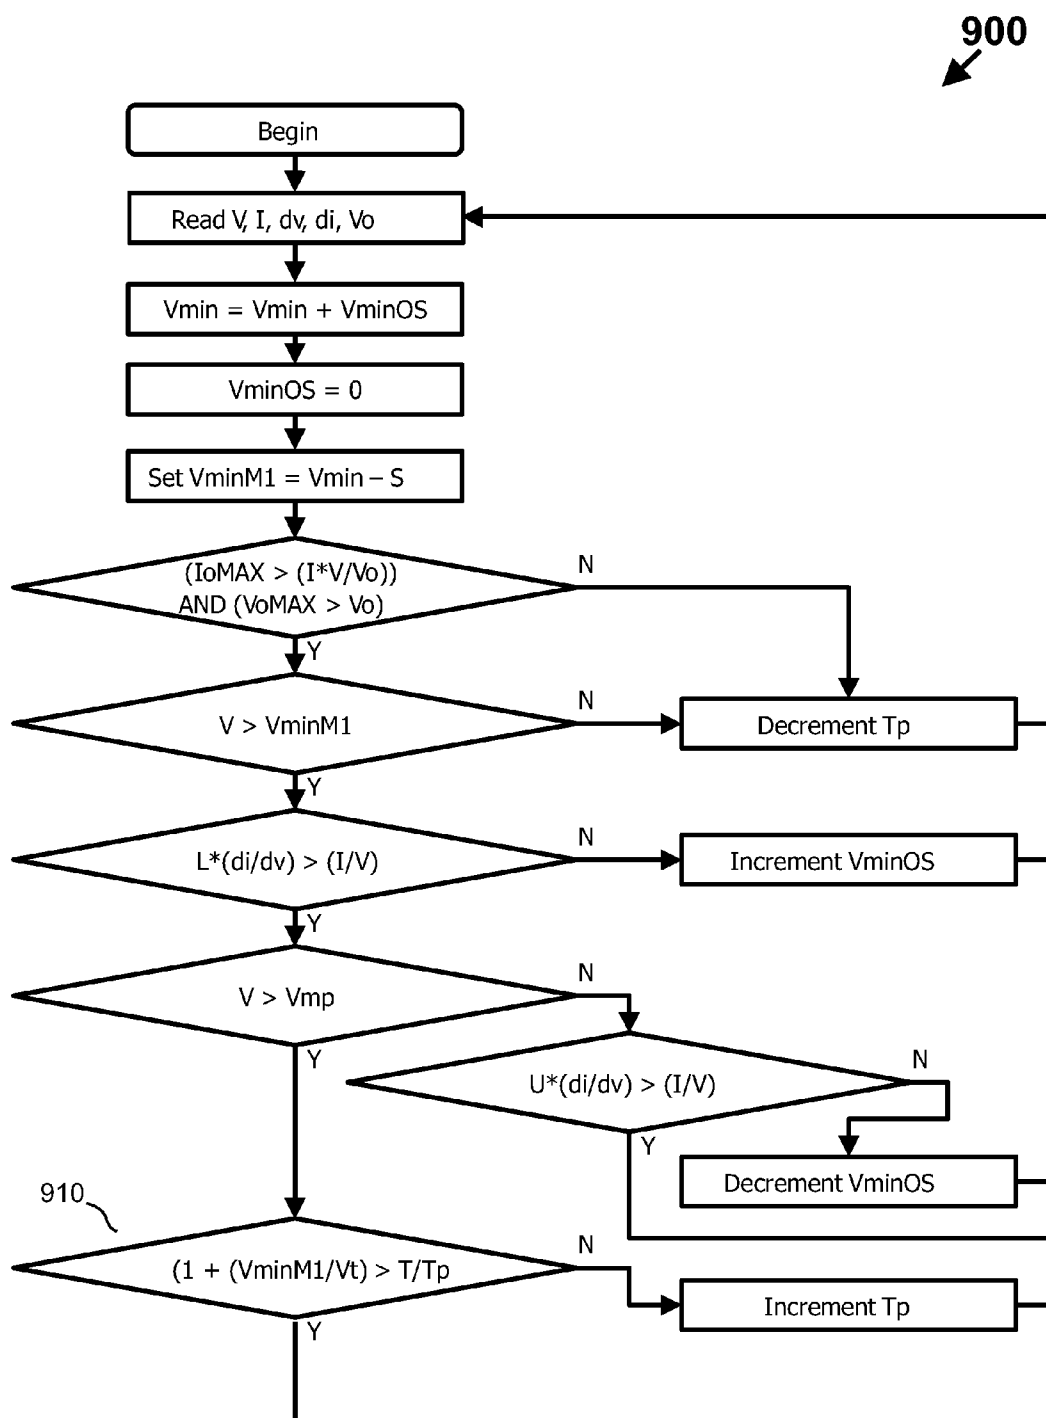 900
Begin
Read V, I, dv, di, Vo
Vmin = Vmin + VminOS
VminOS = 0
Set VminM1 = Vmin – S
(IoMAX > (I*V/Vo))
AND (VoMAX > Vo)
N
Y
V > VminM1
N
Decrement Tp
Y
L*(di/dv) > (I/V)
N
Increment VminOS
Y
V > Vmp
N
Y
U*(di/dv) > (I/V)
N
Y
Decrement VminOS
910
(1 + (VminM1/Vt) > T/Tp
N
Increment Tp
Y